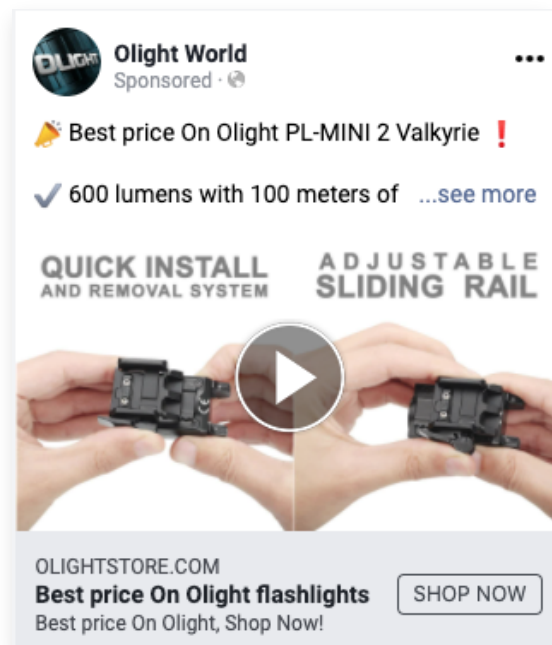 OLIGHT
Olight World
Sponsored ·
Best price On Olight PL-MINI 2 Valkyrie ❗
600 lumens with 100 meters of ...see more
QUICK INSTALL
AND REMOVAL SYSTEM
ADJUSTABLE
SLIDING RAIL
OLIGHTSTORE.COM
Best price On Olight flashlights
SHOP NOW
Best price On Olight, Shop Now!